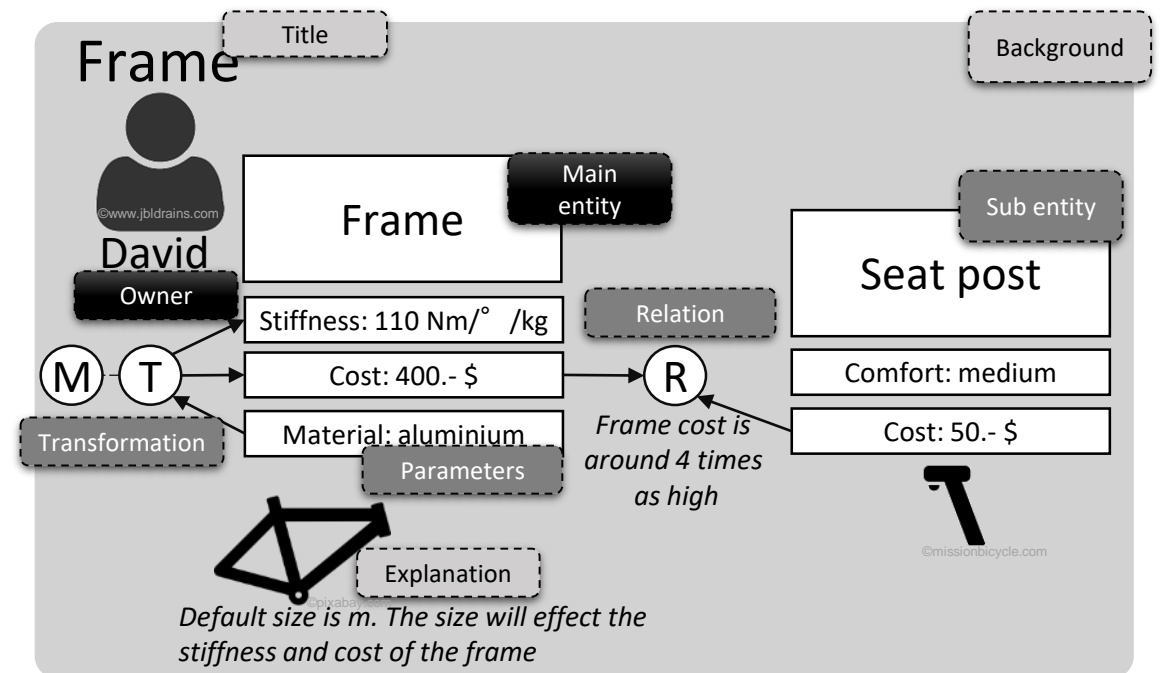 Title
Background
Frame
©www.jbldrains.com
David
Owner
Frame
Main
entity
Stiffness: 110 Nm/° /kg
Cost: 400.- $
Material: aluminium
Parameters
M
T
Transformation
Relation
R
Frame cost is
around 4 times
as high
Sub entity
Seat post
Comfort: medium
Cost: 50.- $
©missionbicycle.com
Explanation
Default size is m. The size will effect the
stiffness and cost of the frame